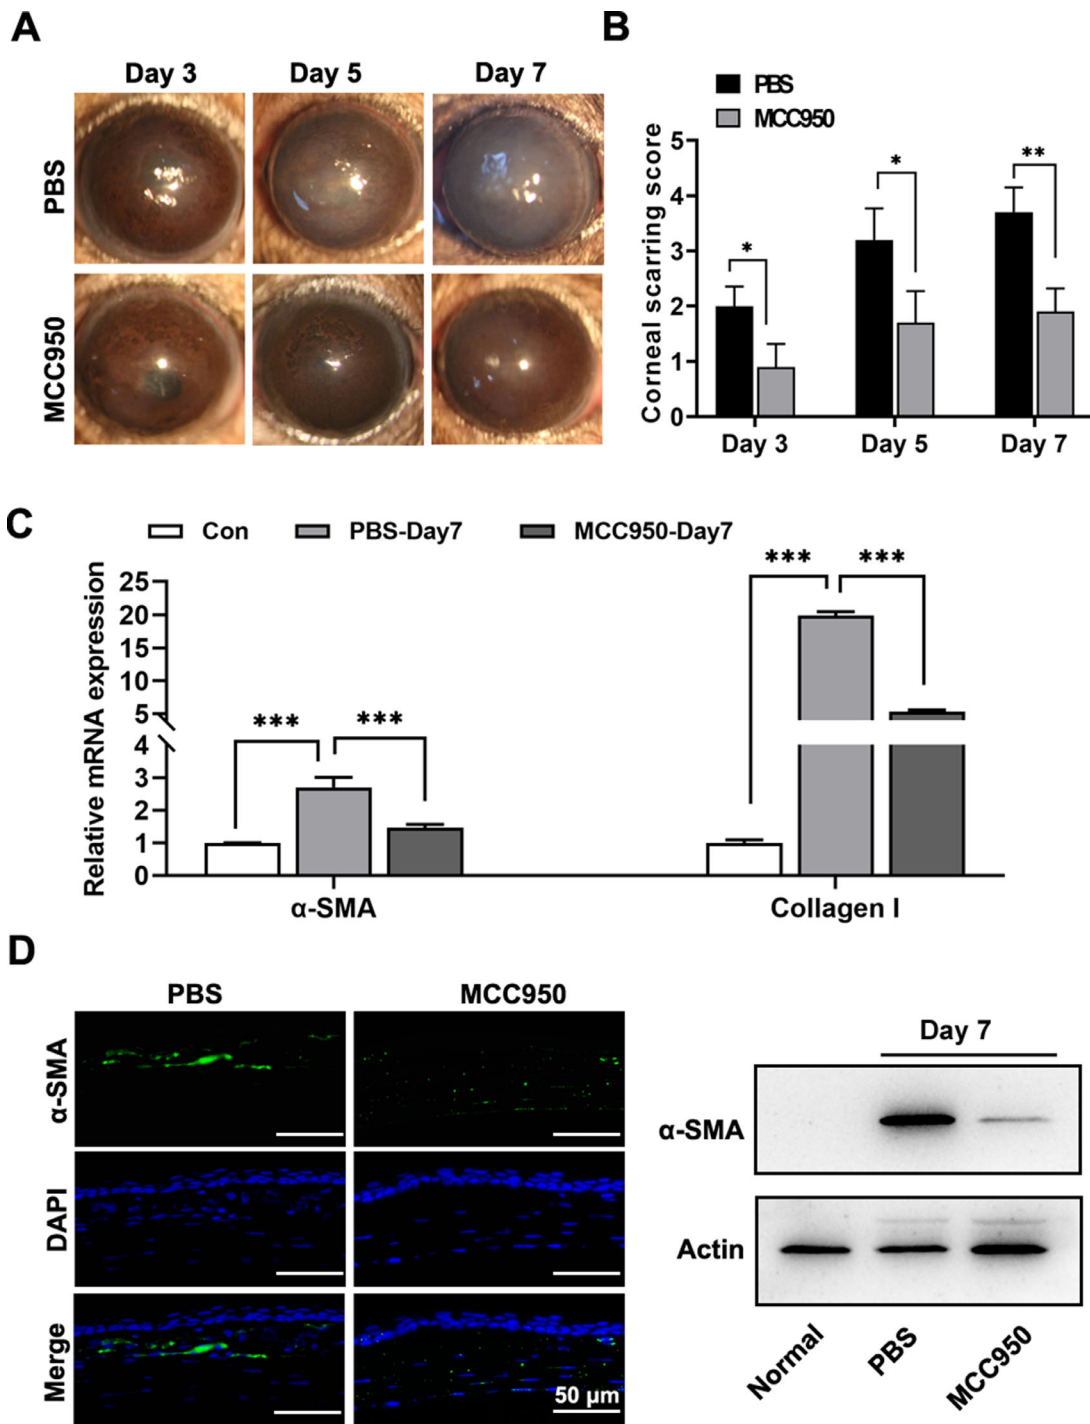 A
Day 3 Day 5 Day 7
PBS
MCC950
B
PBS
MCC950
Corneal scarring score
5
4
3
2
1
0
* * **
Day 3 Day 5 Day 7
C
Con PBS-Day7 MCC950-Day7
Relative mRNA expression
25
20
15
10
5
4
3
2
1
0
*** *** *** ***
α-SMA Collagen I
D
PBS MCC950
α-SMA
DAPI
Merge
50 μm
Day 7
α-SMA
Actin
Normal PBS MCC950